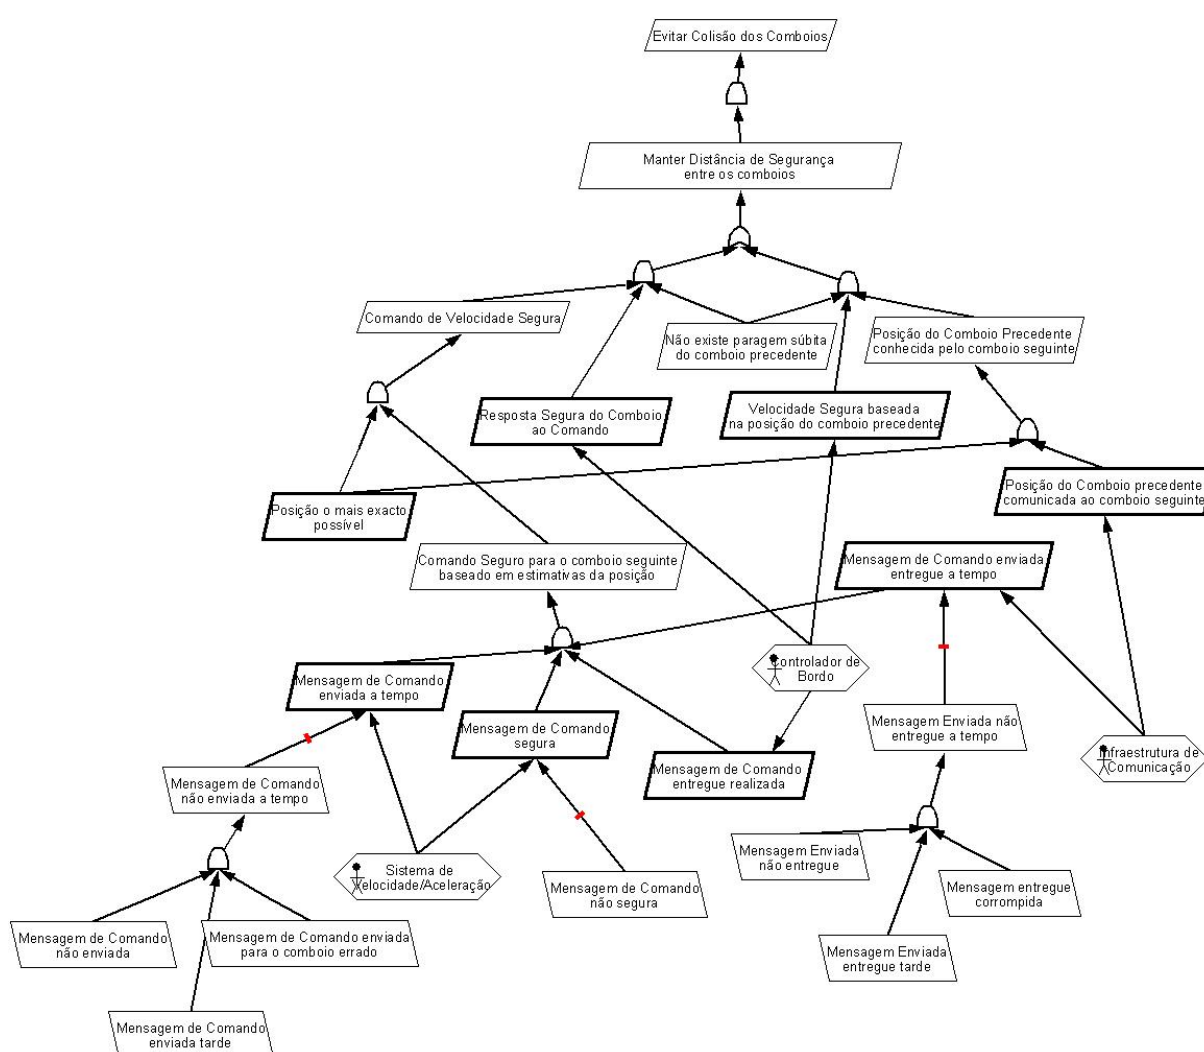 Evitar Colisão dos Comboios
Manter Distância de Segurança
entre os comboios
Comando de Velocidade Segura
Não existe paragem súbita
do comboio precedente
Posição do Comboio Precedente
conhecida pelo comboio seguinte
Resposta Segura do Comboio
ao Comando
Velocidade Segura baseada
na posição do comboio precedente
Posição o mais exacto
possível
Posição do Comboio precedente
comunicada ao comboio seguinte
Comando Seguro para o comboio seguinte
baseado em estimativas da posição
Mensagem de Comando enviada
entregue a tempo
Mensagem de Comando
enviada a tempo
Controlador de
Bordo
Mensagem de Comando
segura
Mensagem Enviada não
entregue a tempo
Infraestrutura de
Comunicação
Mensagem de Comando
entregue realizada
Mensagem de Comando
não enviada a tempo
Sistema de
Velocidade/Aceleração
Mensagem de Comando
não segura
Mensagem Enviada
não entregue
Mensagem entregue
corrompida
Mensagem de Comando
não enviada
Mensagem de Comando enviada
para o comboio errado
Mensagem Enviada
entregue tarde
Mensagem de Comando
enviada tarde